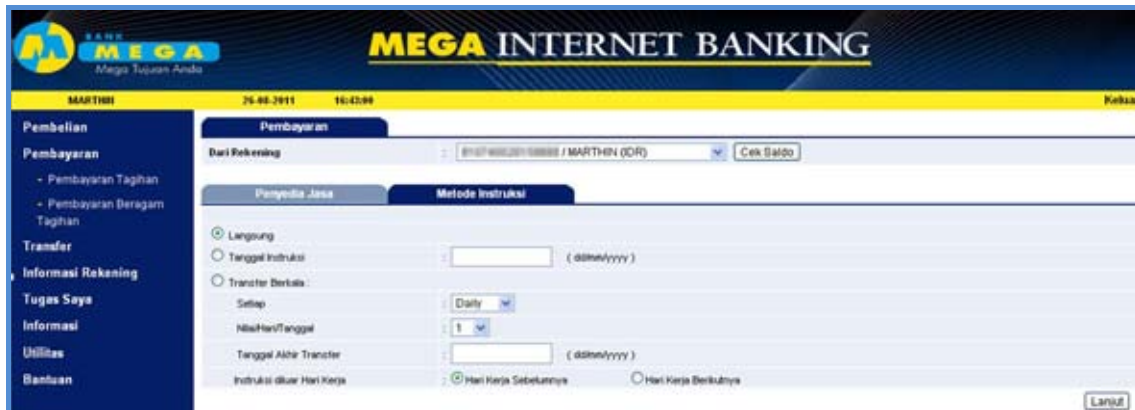 BANK
MEGA
Mega Tujuan Anda
MEGA INTERNET BANKING
MARTHIN 26-08-2011 16:43:00 Kelua
Pembelian
Pembayaran
- Pembayaran Tagihan
- Pembayaran Beragam
Tagihan
Transfer
Informasi Rekening
Tugas Saya
Informasi
Utilitas
Bantuan
Pembayaran
Dari Rekening : / MARTHIN (IDR) Cek Saldo
Penyedia Jasa Metode Instruksi
Langsung
Tanggal Instruksi : ( dd/mm/yyyy )
Transfer Berkala :
Setiap : Daily
Nilai/Hari/Tanggal : 1
Tanggal Akhir Transfer : ( dd/mm/yyyy )
Instruksi diluar Hari Kerja : Hari Kerja Sebelumnya Hari Kerja Berikutnya
Lanjut